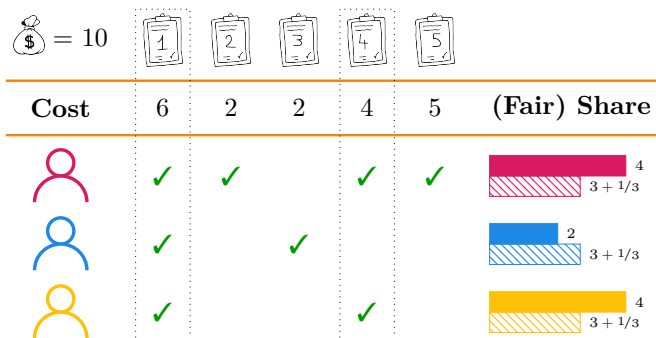 $ = 10 1 2 3 4 5
Cost 6 2 2 4 5 (Fair) Share
✓ ✓ ✓ ✓ 4
3 + 1/3
✓ ✓ 2
3 + 1/3
✓ ✓ 4
3 + 1/3